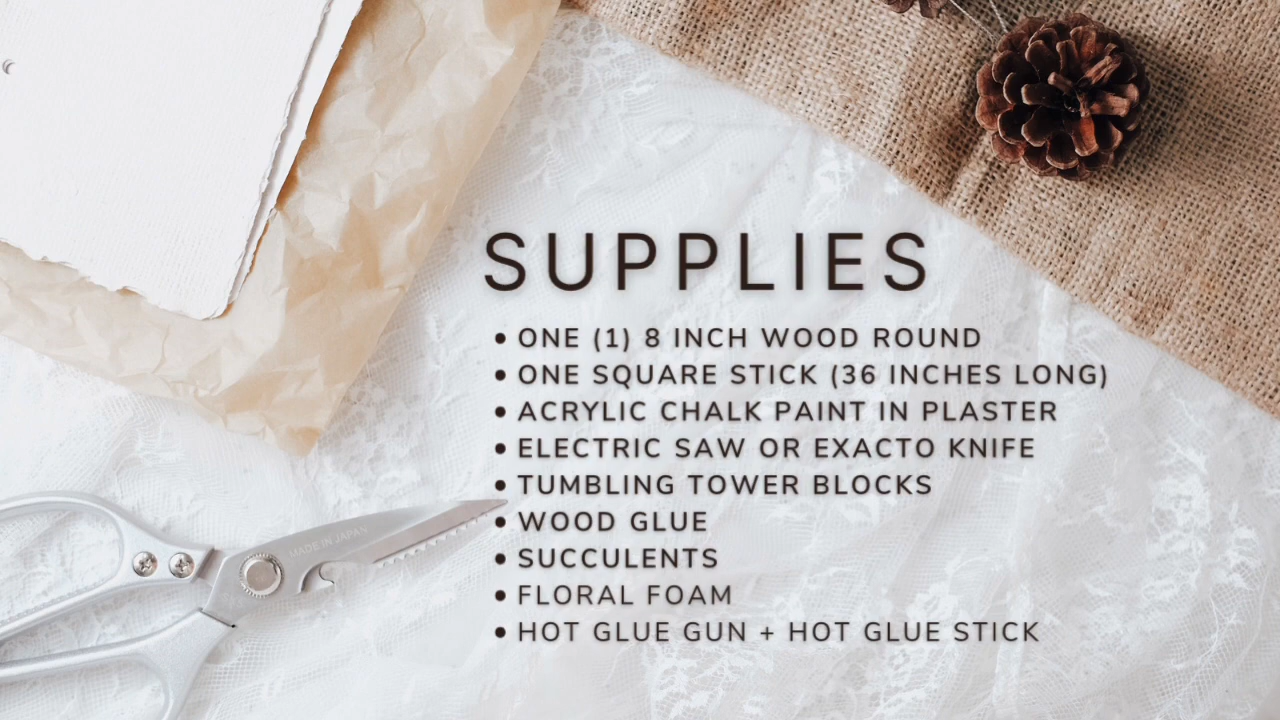 SUPPLIES
• ONE (1) 8 INCH WOOD ROUND
• ONE SQUARE STICK (36 INCHES LONG)
• ACRYLIC CHALK PAINT IN PLASTER
• ELECTRIC SAW OR EXACTO KNIFE
• TUMBLING TOWER BLOCKS
• WOOD GLUE
• SUCCULENTS
• FLORAL FOAM
• HOT GLUE GUN + HOT GLUE STICK
MADE IN JAPAN